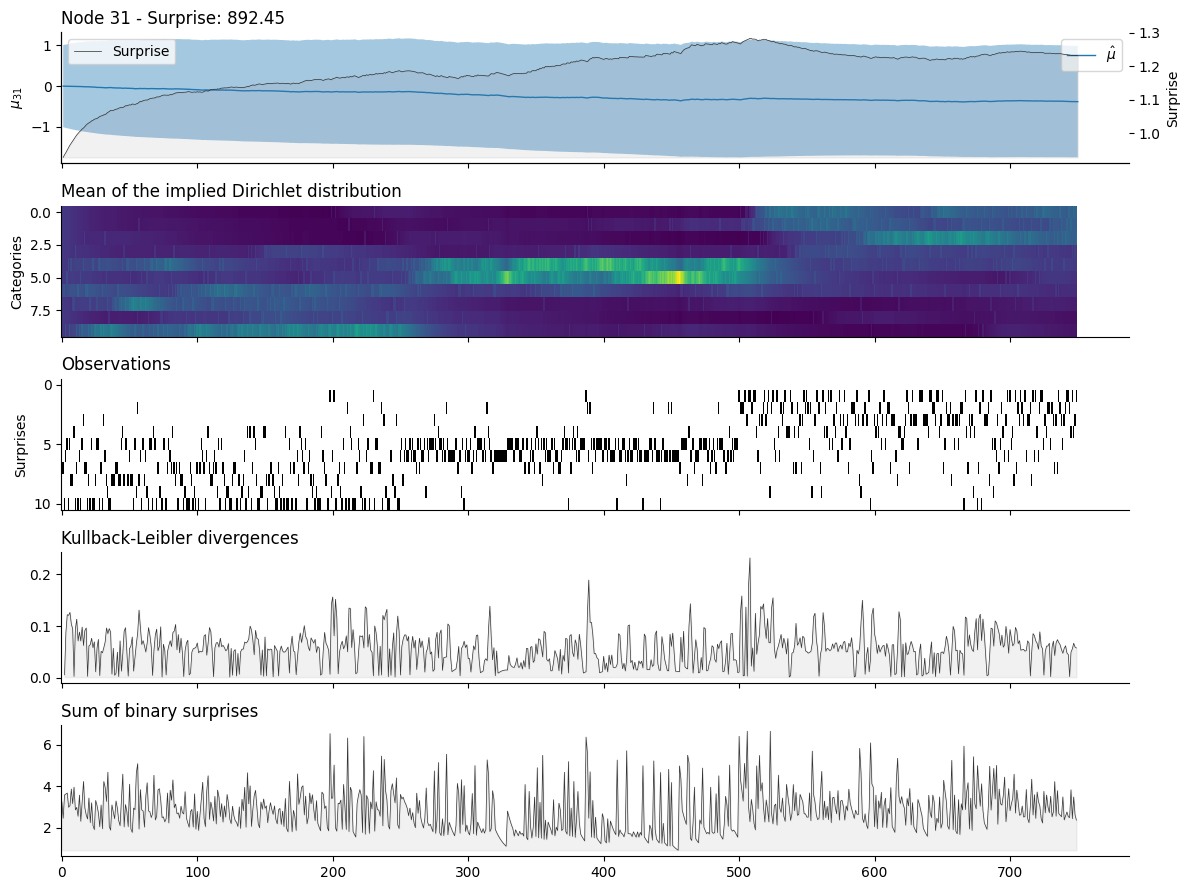 Node 31 - Surprise: 892.45
Surprise
μ̂
1
0
−1
μ31
1.3
1.2
1.1
1.0
Surprise
Mean of the implied Dirichlet distribution
0.0
2.5
5.0
7.5
Categories
Observations
0
5
10
Surprises
Kullback-Leibler divergences
0.2
0.1
0.0
Sum of binary surprises
6
4
2
0 100 200 300 400 500 600 700